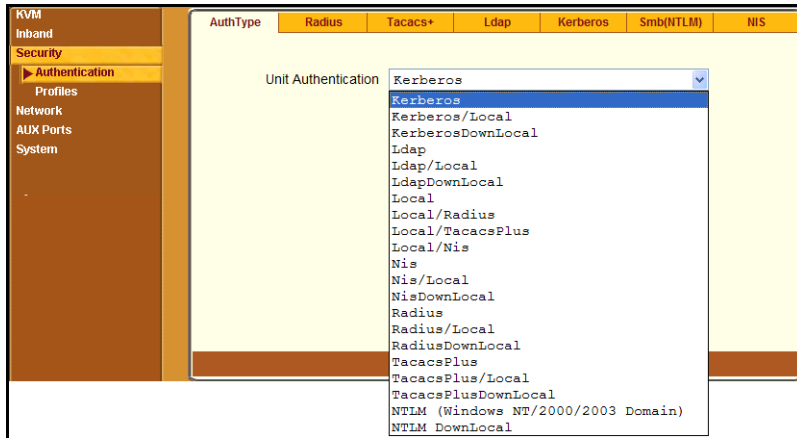 KVM
Inband
Security
Authentication
Profiles
Network
AUX Ports
System
AuthType Radius Tacacs+ Ldap Kerberos Smb(NTLM) NIS
Unit Authentication Kerberos
Kerberos
Kerberos/Local
KerberosDownLocal
Ldap
Ldap/Local
LdapDownLocal
Local
Local/Radius
Local/TacacsPlus
Local/Nis
Nis
Nis/Local
NisDownLocal
Radius
Radius/Local
RadiusDownLocal
TacacsPlus
TacacsPlus/Local
TacacsPlusDownLocal
NTLM (Windows NT/2000/2003 Domain)
NTLM DownLocal